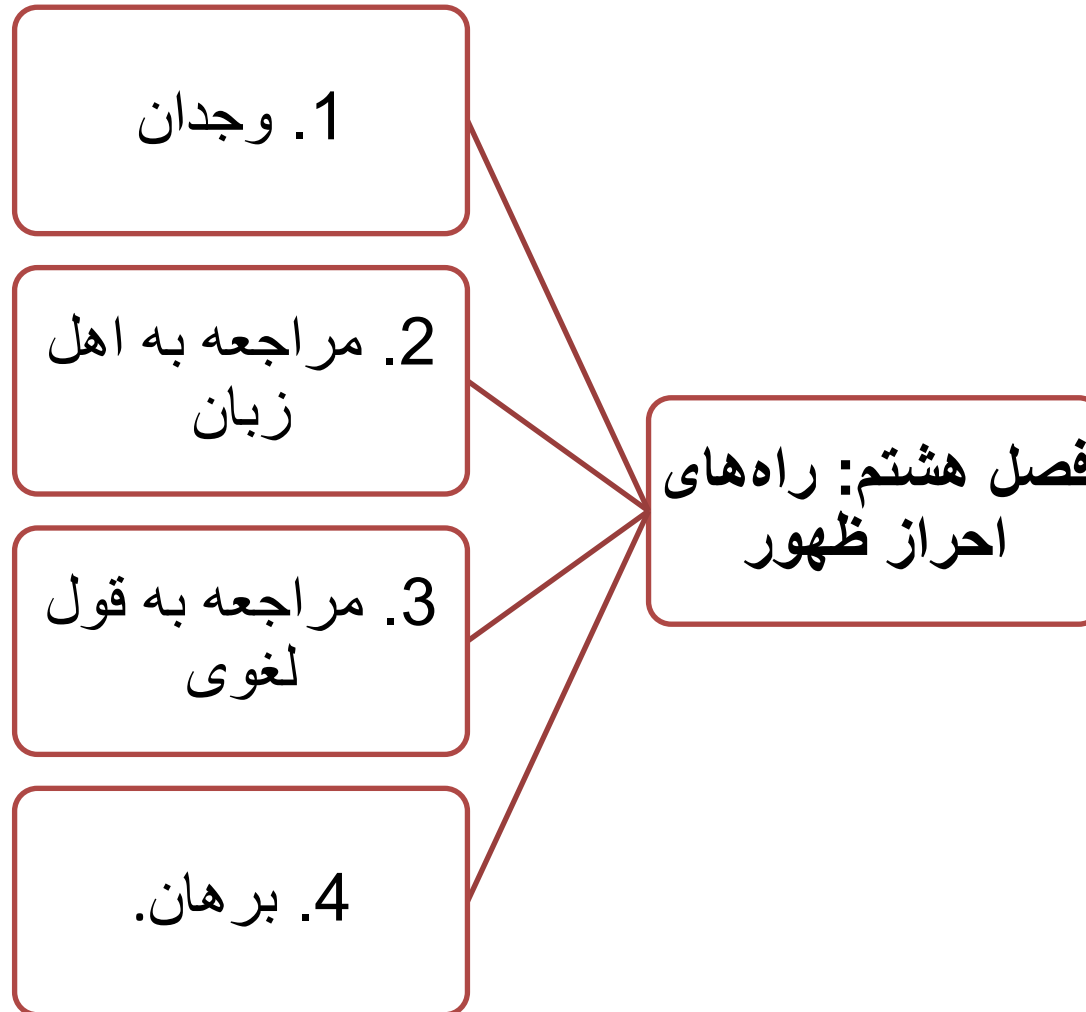 فصل هشتم: راه‌های
احراز ظهور
1. وجدان
2. مراجعه به اهل
زبان
3. مراجعه به قول
لغوی
4. برهان.